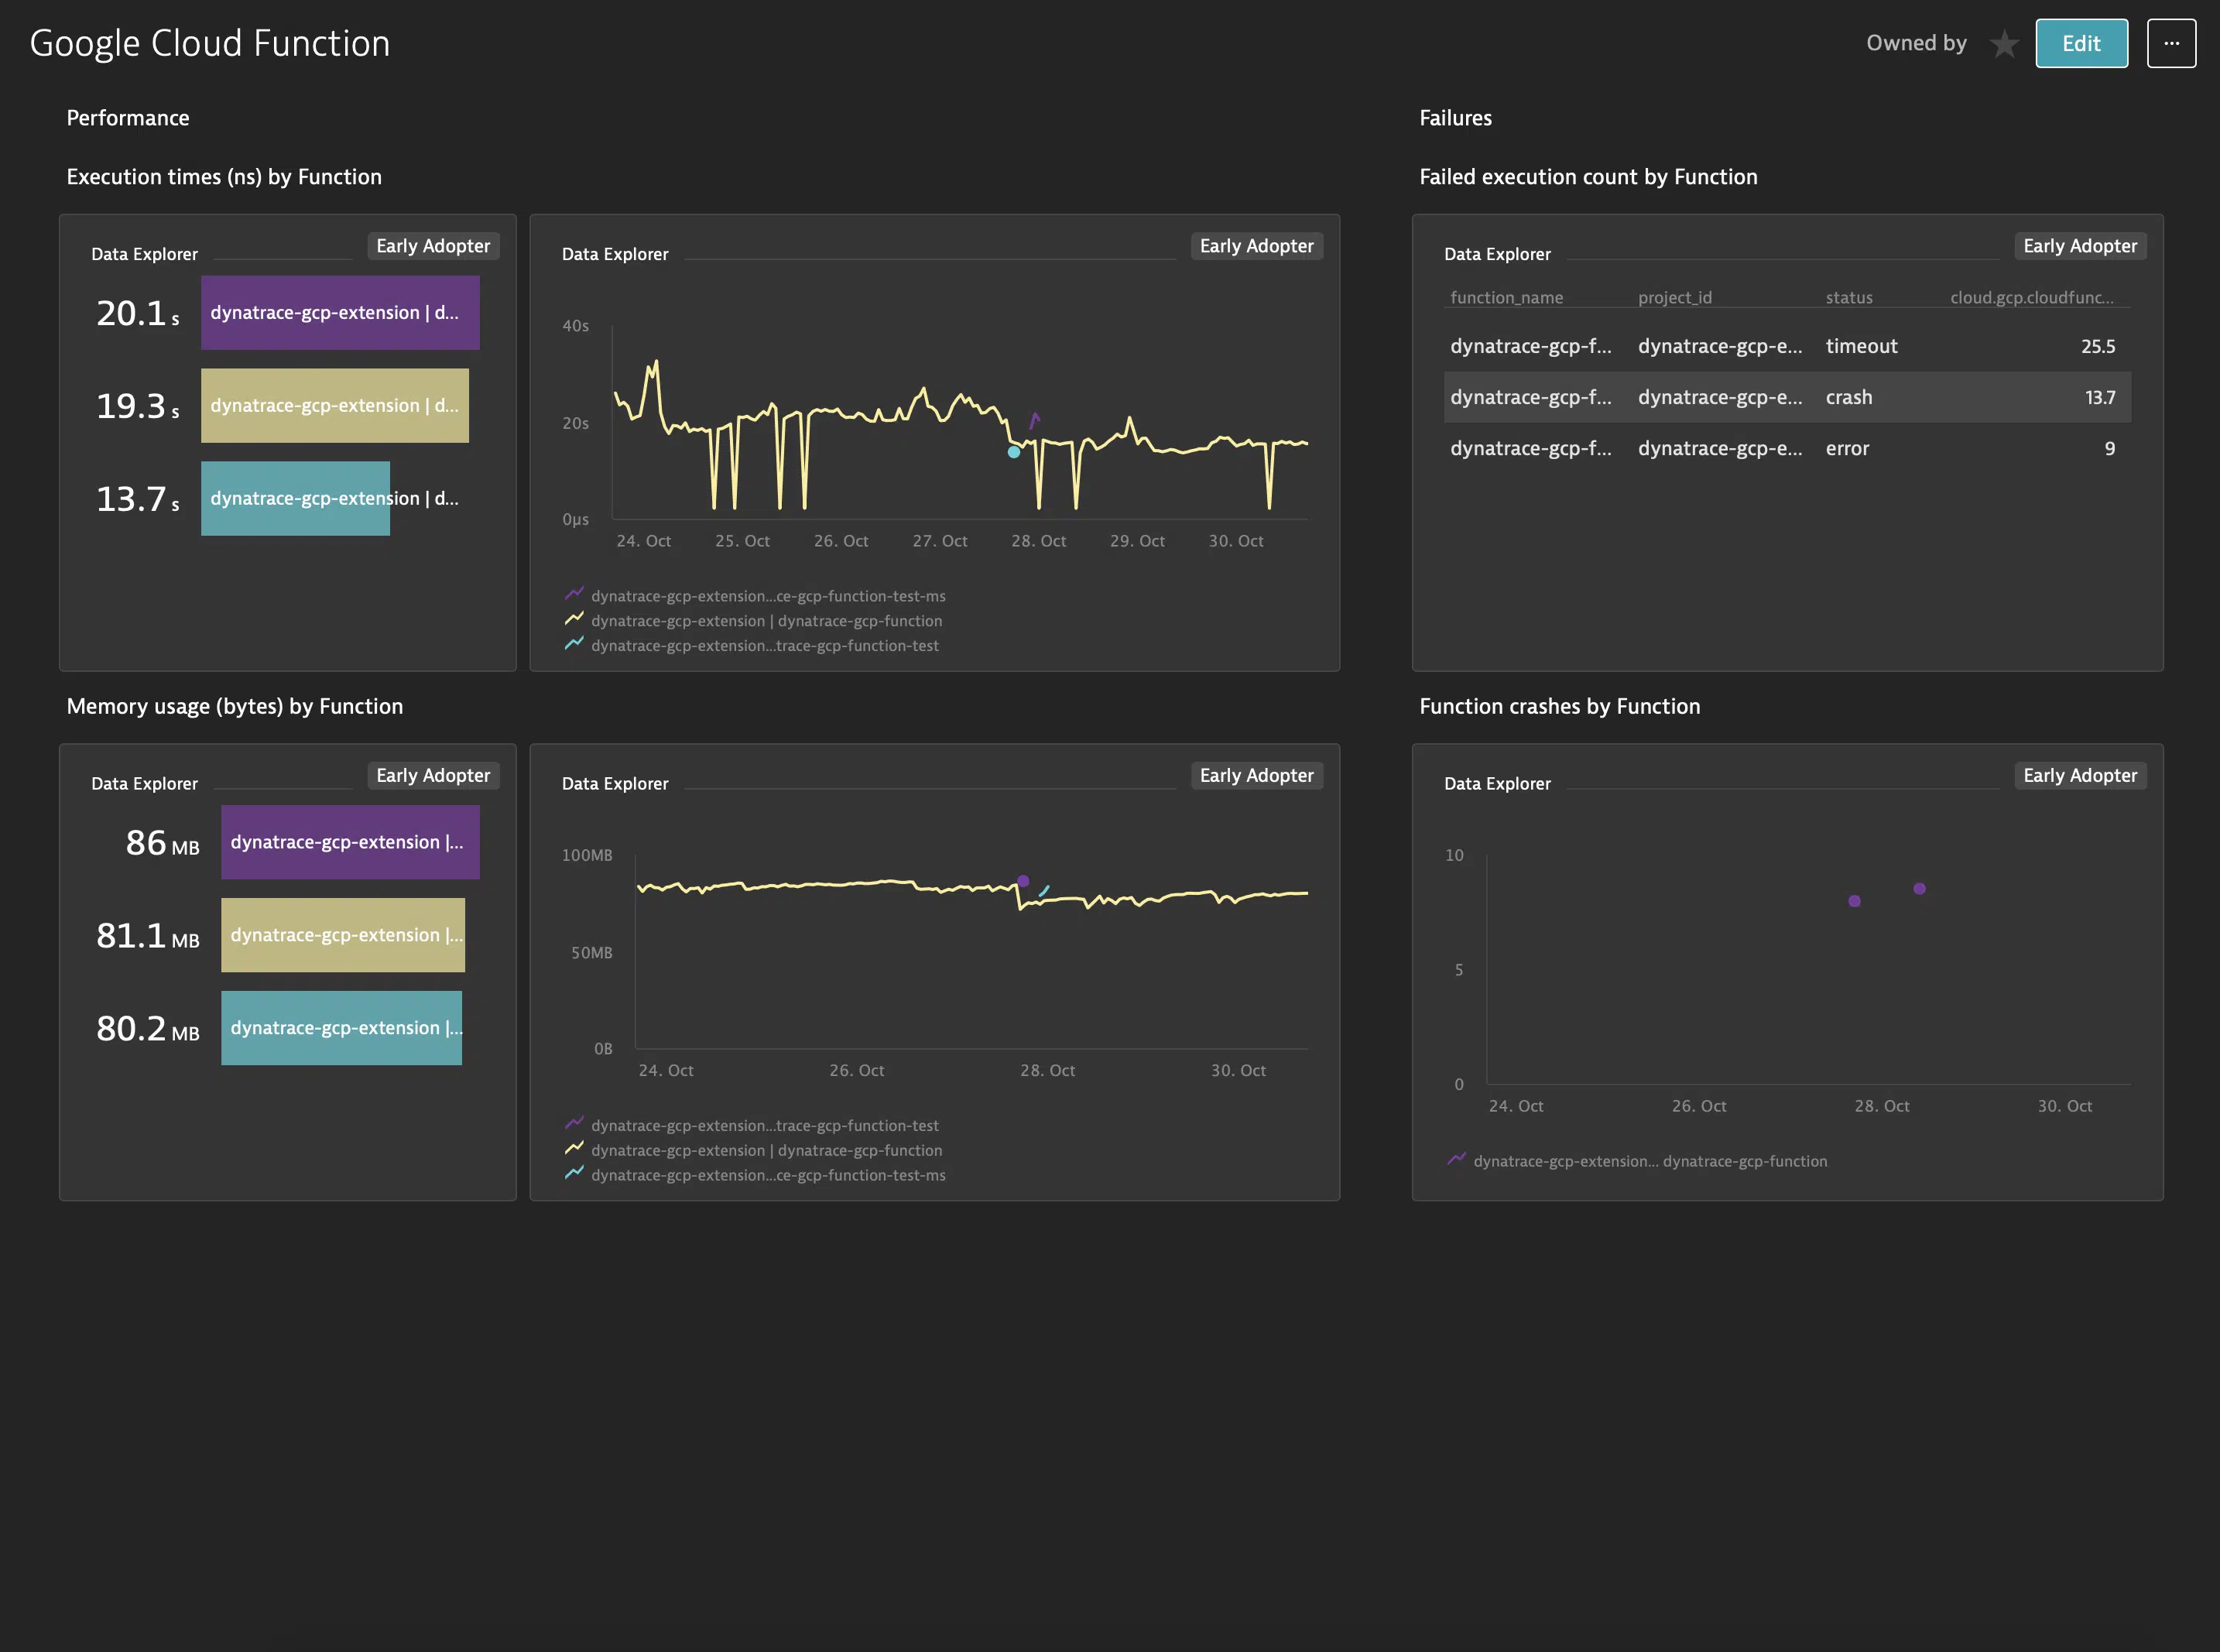 Google Cloud Function
Owned by
Edit
...
Performance
Failures
Execution times (ns) by Function
Failed execution count by Function
Data Explorer
Early Adopter
20.1 s
dynatrace-gcp-extension | d...
19.3 s
dynatrace-gcp-extension | d...
13.7 s
dynatrace-gcp-extension | d...
Data Explorer
Early Adopter
40s
20s
0µs
24. Oct 25. Oct 26. Oct 27. Oct 28. Oct 29. Oct 30. Oct
dynatrace-gcp-extension...ce-gcp-function-test-ms
dynatrace-gcp-extension | dynatrace-gcp-function
dynatrace-gcp-extension...trace-gcp-function-test
Data Explorer
Early Adopter
function_name project_id status cloud.gcp.cloudfunc...
dynatrace-gcp-f... dynatrace-gcp-e... timeout 25.5
dynatrace-gcp-f... dynatrace-gcp-e... crash 13.7
dynatrace-gcp-f... dynatrace-gcp-e... error 9
Memory usage (bytes) by Function
Function crashes by Function
Data Explorer
Early Adopter
86 MB
dynatrace-gcp-extension |...
81.1 MB
dynatrace-gcp-extension |...
80.2 MB
dynatrace-gcp-extension |...
Data Explorer
Early Adopter
100MB
50MB
0B
24. Oct 26. Oct 28. Oct 30. Oct
dynatrace-gcp-extension...trace-gcp-function-test
dynatrace-gcp-extension | dynatrace-gcp-function
dynatrace-gcp-extension...ce-gcp-function-test-ms
Data Explorer
Early Adopter
10
5
0
24. Oct 26. Oct 28. Oct 30. Oct
dynatrace-gcp-extension... dynatrace-gcp-function